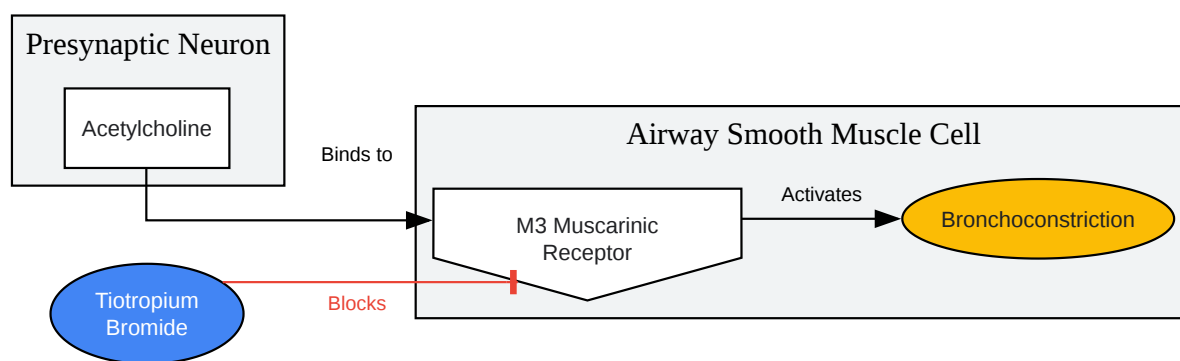 Presynaptic Neuron
Acetylcholine
Binds to
Airway Smooth Muscle Cell
M3 Muscarinic
Receptor
Activates
Bronchoconstriction
Tiotropium
Bromide
Blocks